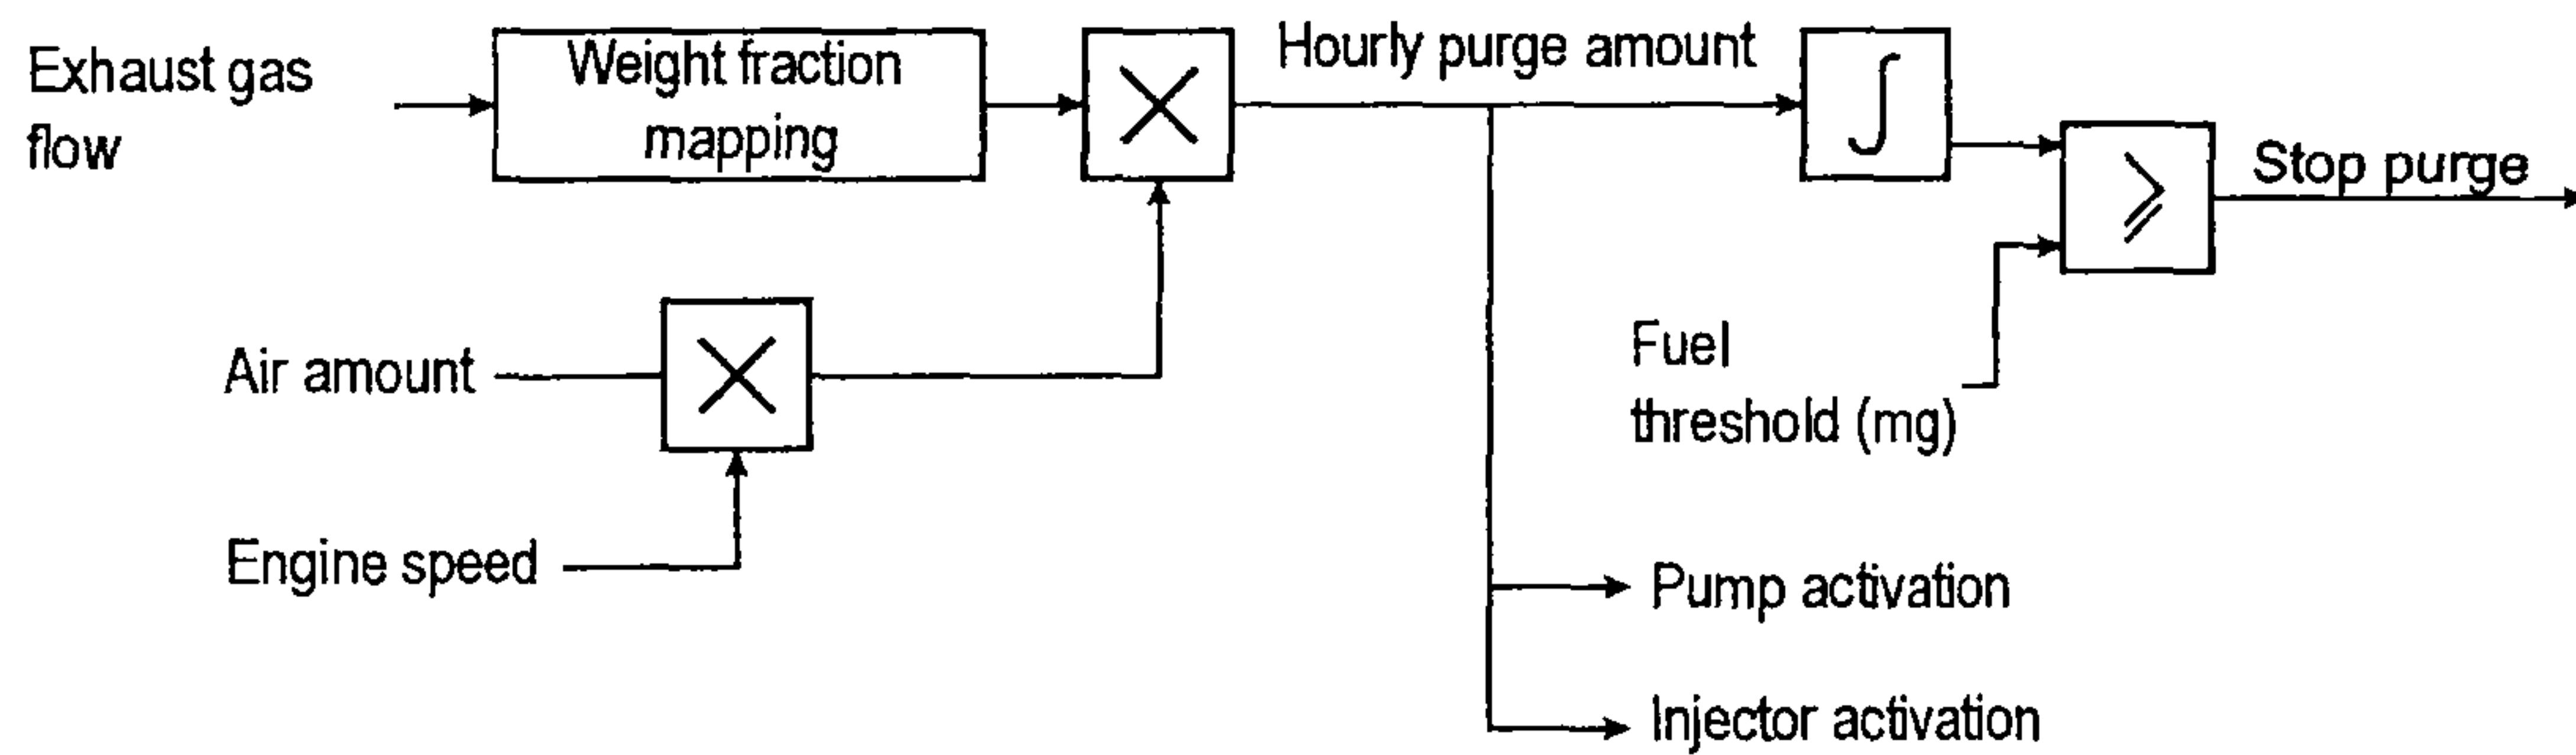 Exhaust gas
flow
Weight fraction
mapping
×
Hourly purge amount
∫
⩾
Stop purge
Air amount
×
Engine speed
Fuel
threshold (mg)
Pump activation
Injector activation